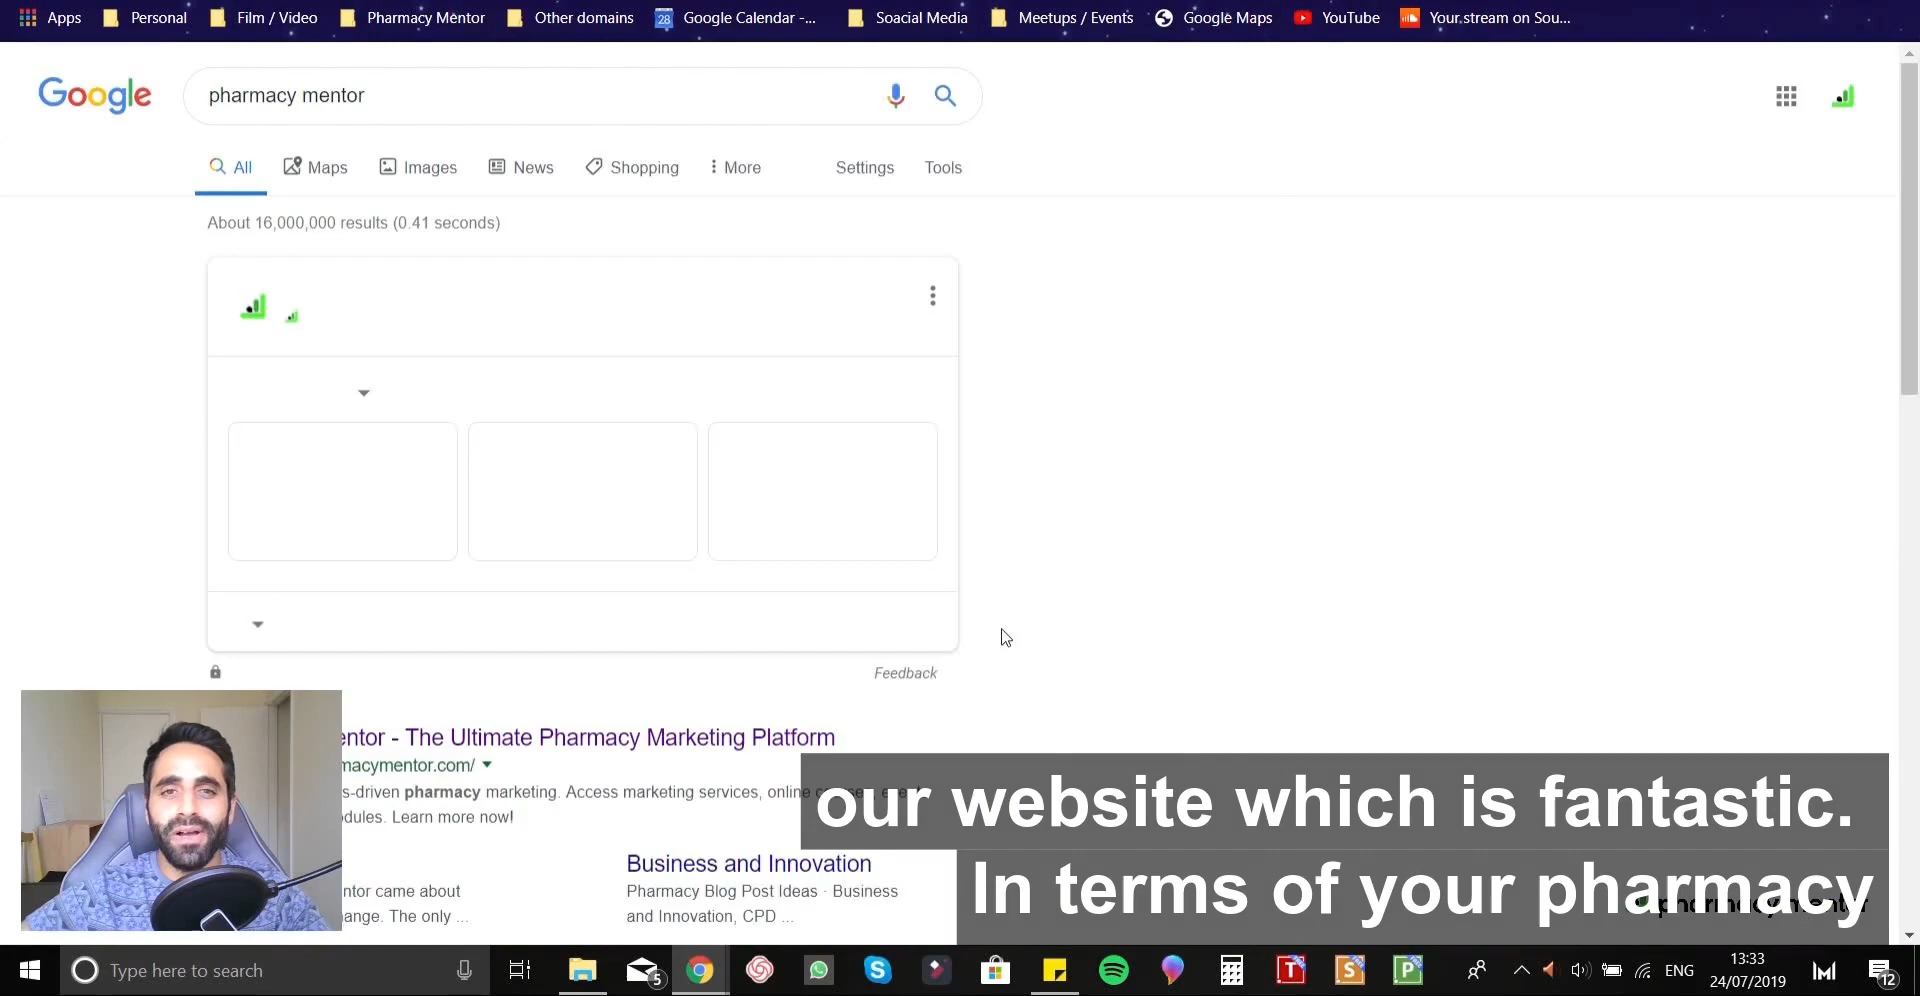 Apps Personal Film / Video Pharmacy Mentor Other domains 28 Google Calendar -... Soacial Media Meetups / Events Google Maps YouTube Your stream on Sou...
Google pharmacy mentor
All Maps Images News Shopping More Settings Tools
About 16,000,000 results (0.41 seconds)
Feedback
entor - The Ultimate Pharmacy Marketing Platform
macymentor.com/
s-driven pharmacy marketing. Access marketing services, online
dules. Learn more now!
our website which is fantastic.
Business and Innovation
ntor came about
Pharmacy Blog Post Ideas · Business
ange. The only ...
and Innovation, CPD ...
In terms of your pharmacy
pharmacy mentor
Type here to search 5 T S P ENG 13:33 12
24/07/2019